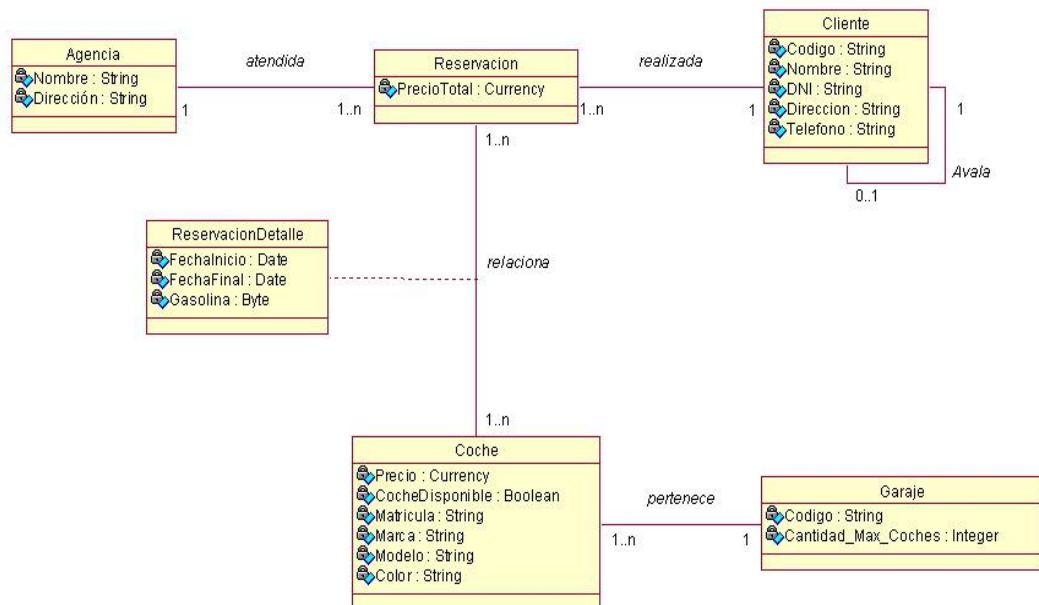 Agencia
Nombre : String
Dirección : String
atendida
1
1..n
Reservacion
PrecioTotal : Currency
realizada
1..n
1
Cliente
Codigo : String
Nombre : String
DNI : String
Direccion : String
Telefono : String
1
Avala
0..1
1..n
ReservacionDetalle
FechaInicio : Date
FechaFinal : Date
Gasolina : Byte
relaciona
1..n
Coche
Precio : Currency
CocheDisponible : Boolean
Matricula : String
Marca : String
Modelo : String
Color : String
pertenece
1..n
1
Garaje
Codigo : String
Cantidad_Max_Coches : Integer